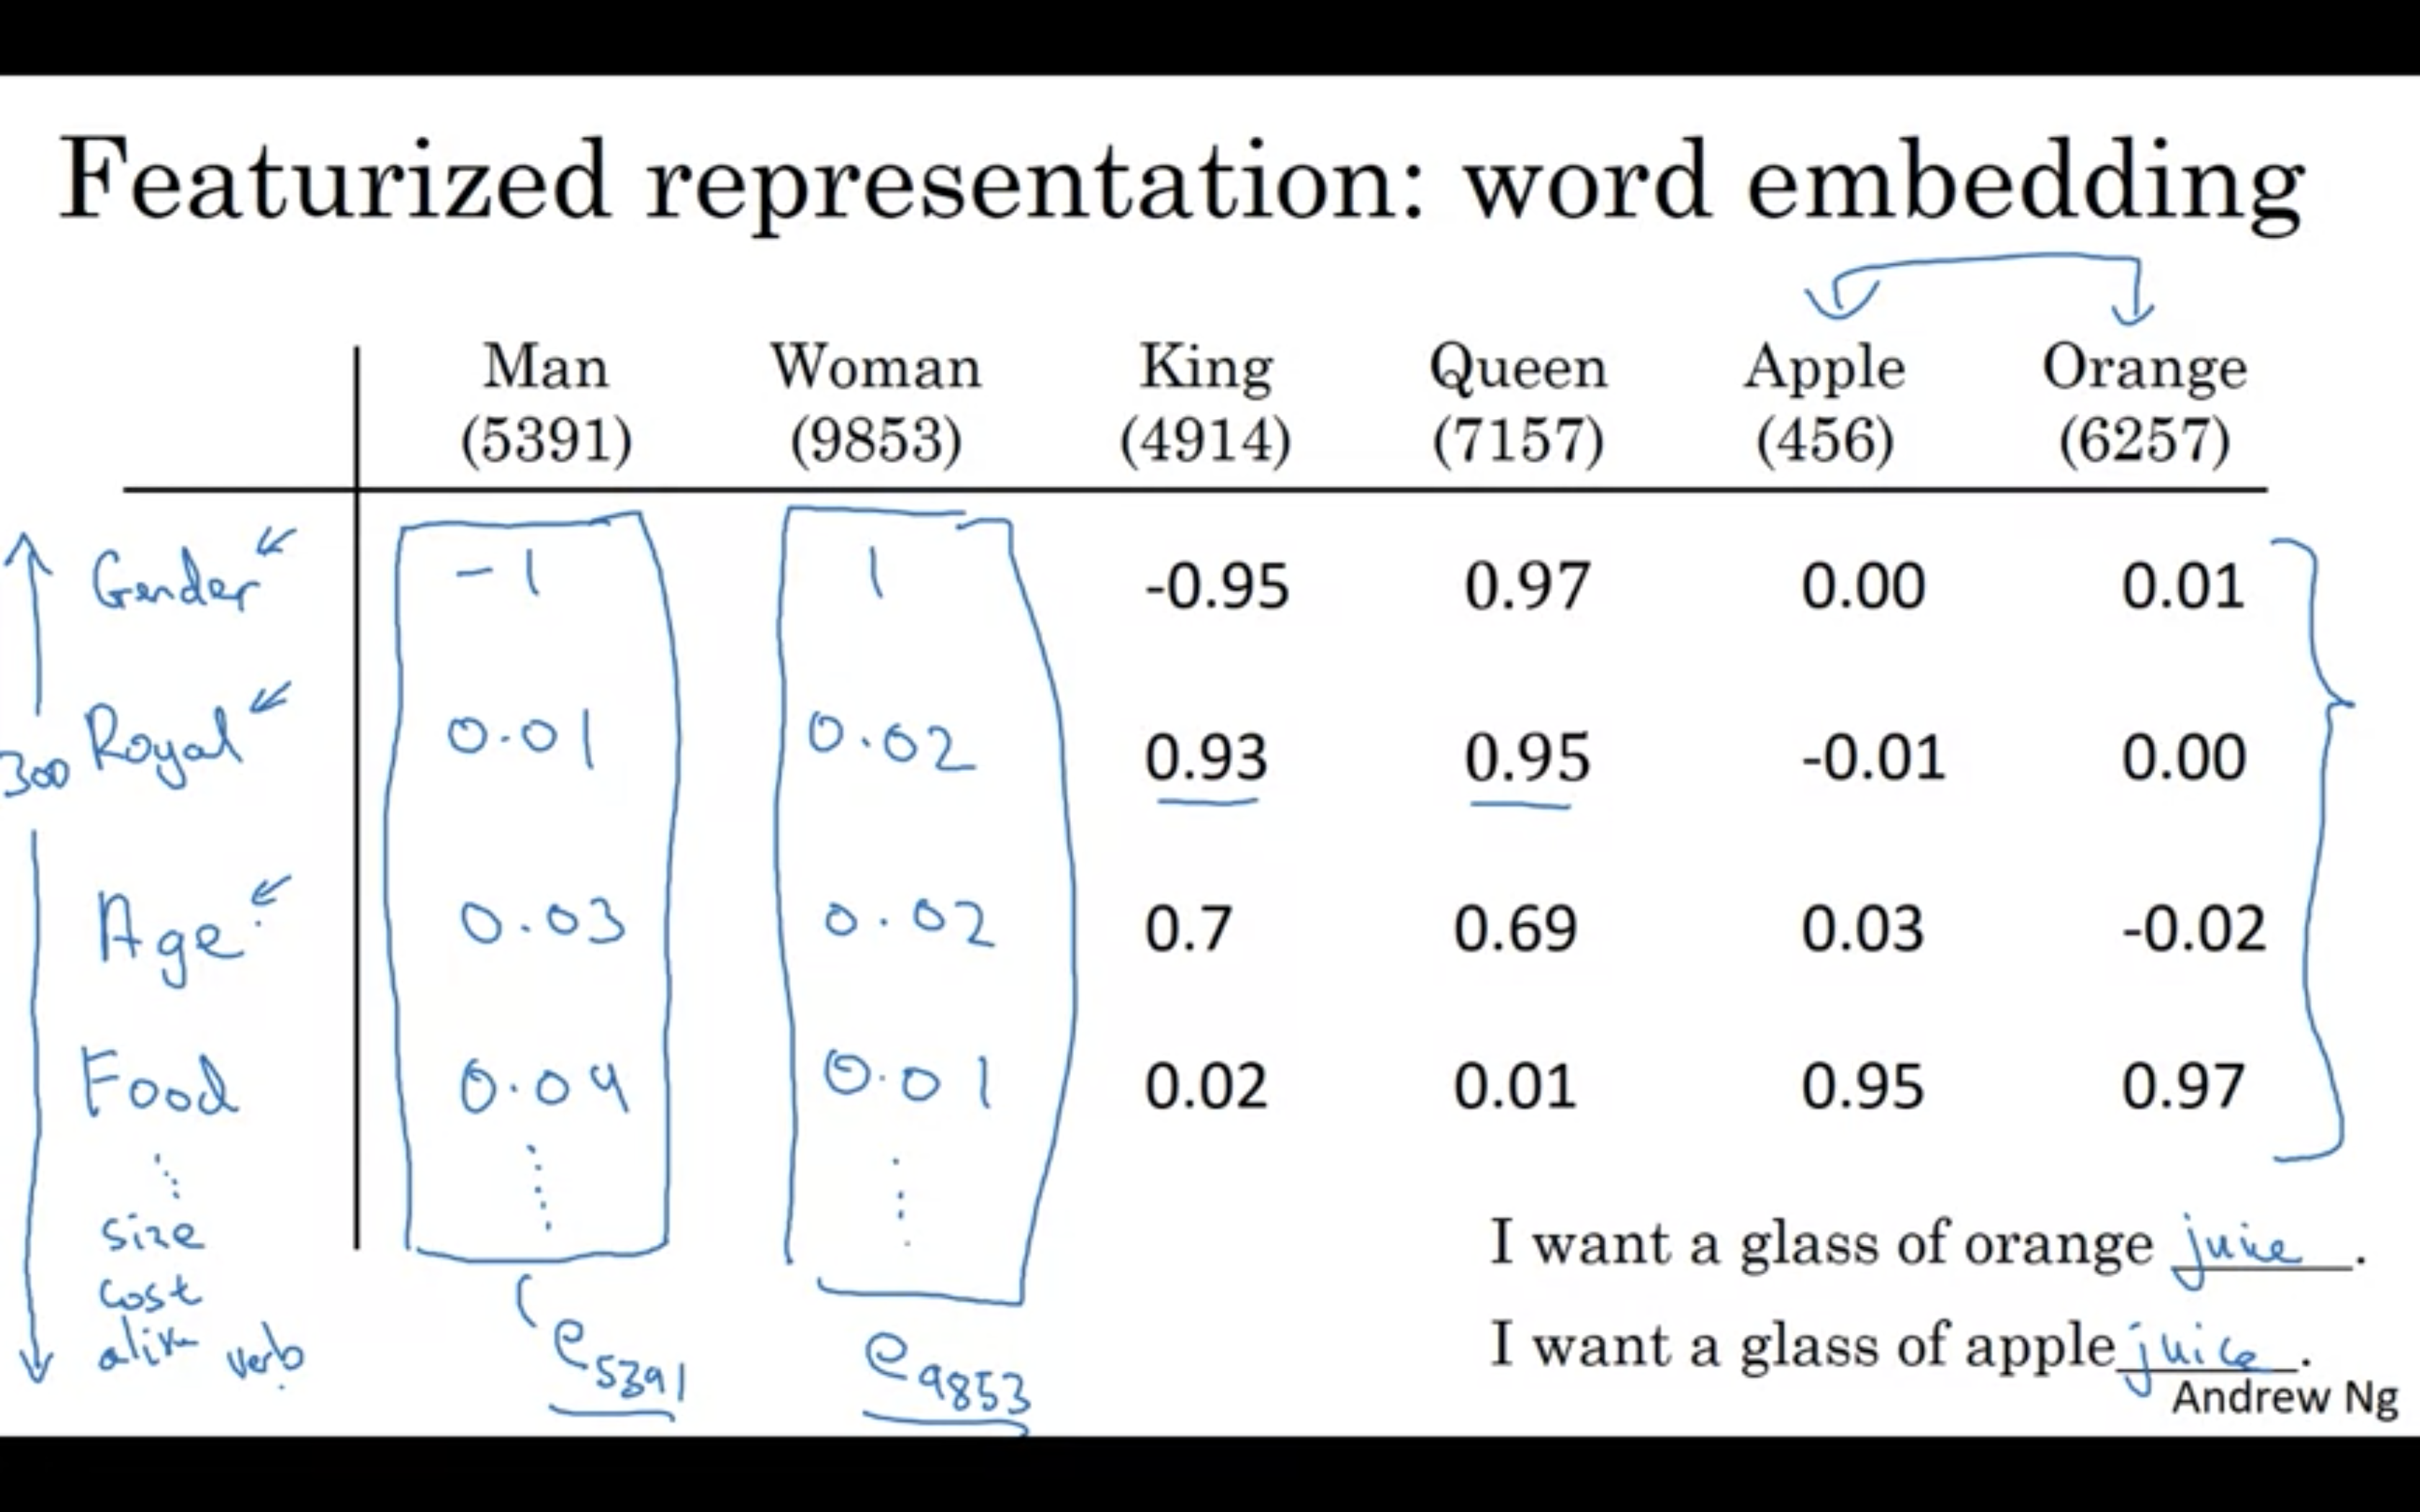 Featurized representation: word embedding
Man Woman King Queen Apple Orange
(5391) (9853) (4914) (7157) (456) (6257)
Gender -1 1 -0.95 0.97 0.00 0.01
300 Royal 0.01 0.02 0.93 0.95 -0.01 0.00
Age 0.03 0.02 0.7 0.69 0.03 -0.02
Food 0.04 0.01 0.02 0.01 0.95 0.97
size
cost
alive verb
e5391 e9853
I want a glass of orange juice.
I want a glass of apple juice.
Andrew Ng